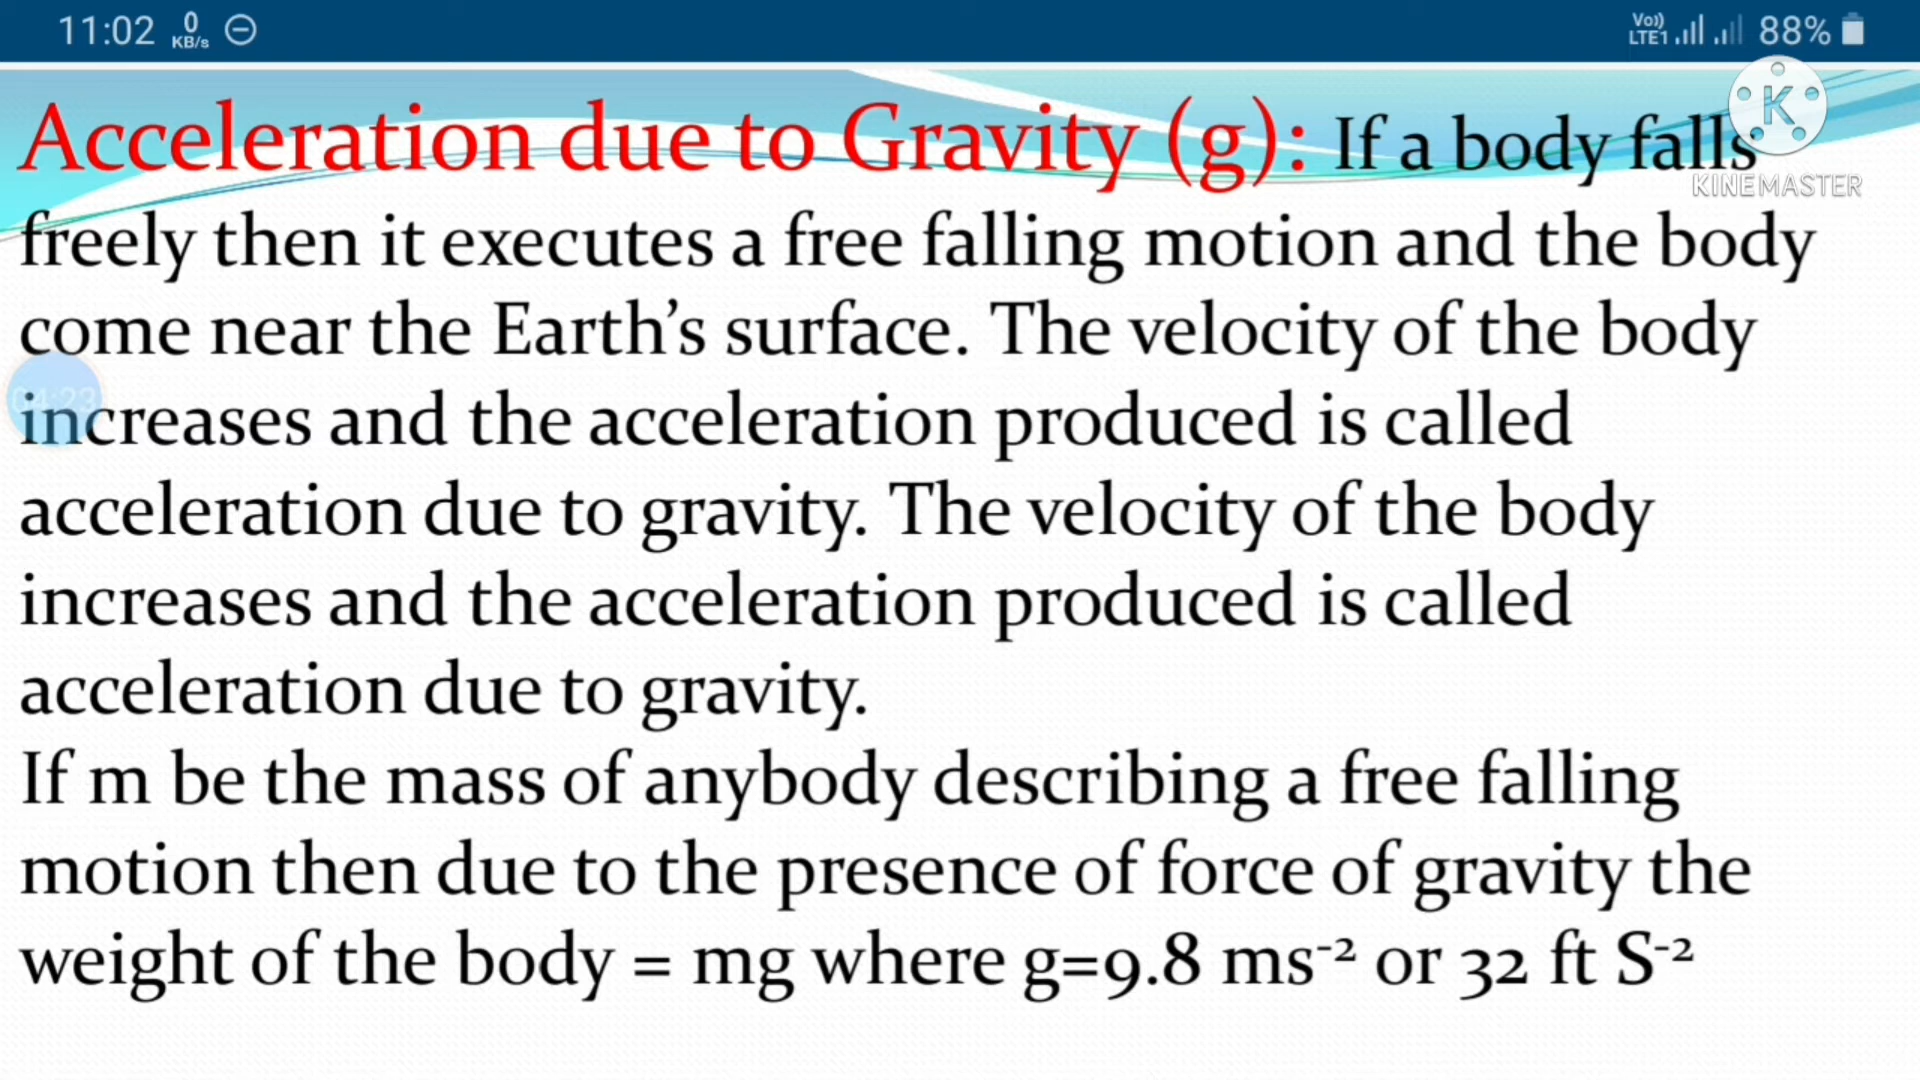 11:02 0 KB/s Vo)) LTE1 88%
Acceleration due to Gravity (g): If a body falls
KINEMASTER
freely then it executes a free falling motion and the body
come near the Earth's surface. The velocity of the body
04:23
increases and the acceleration produced is called
acceleration due to gravity. The velocity of the body
increases and the acceleration produced is called
acceleration due to gravity.
If m be the mass of anybody describing a free falling
motion then due to the presence of force of gravity the
weight of the body = mg where g=9.8 ms⁻² or 32 ft S⁻²